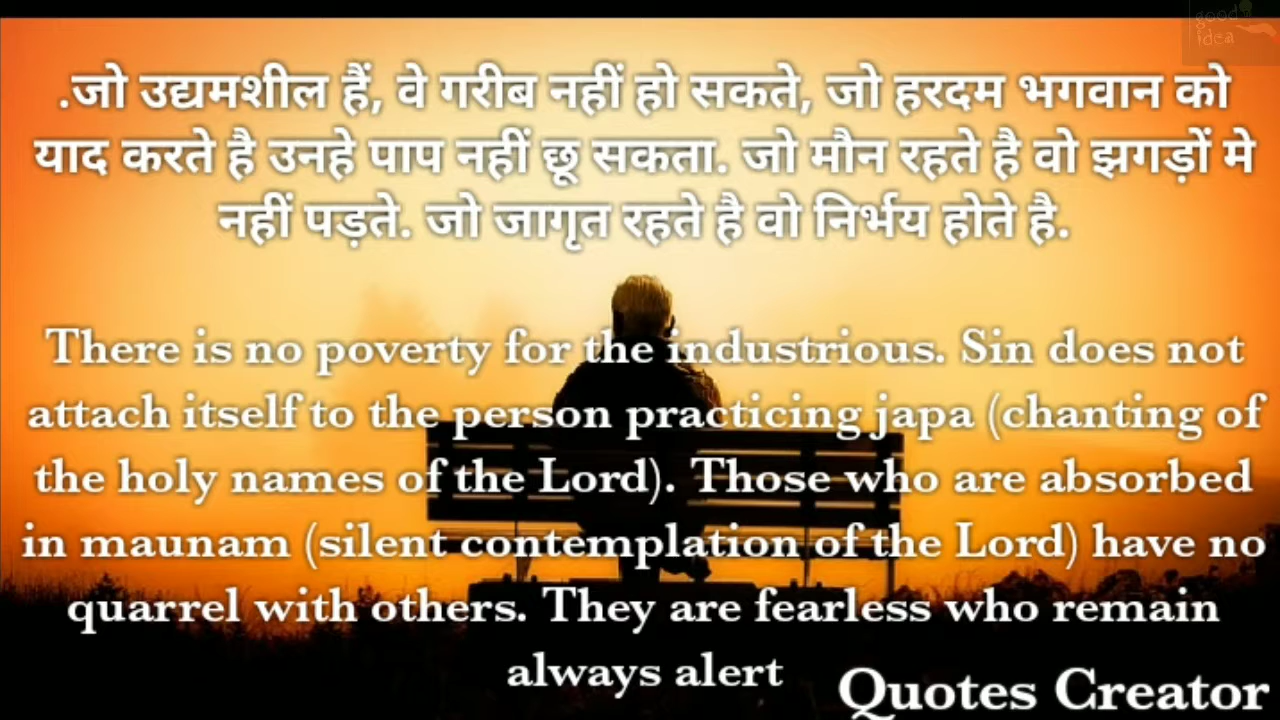 good
idea
.जो उद्यमशील हैं, वे गरीब नहीं हो सकते, जो हरदम भगवान को
याद करते है उनहे पाप नहीं छू सकता. जो मौन रहते है वो झगड़ों मे
नहीं पड़ते. जो जागृत रहते है वो निर्भय होते है.
There is no poverty for the industrious. Sin does not
attach itself to the person practicing japa (chanting of
the holy names of the Lord). Those who are absorbed
in maunam (silent contemplation of the Lord) have no
quarrel with others. They are fearless who remain
always alert
Quotes Creator